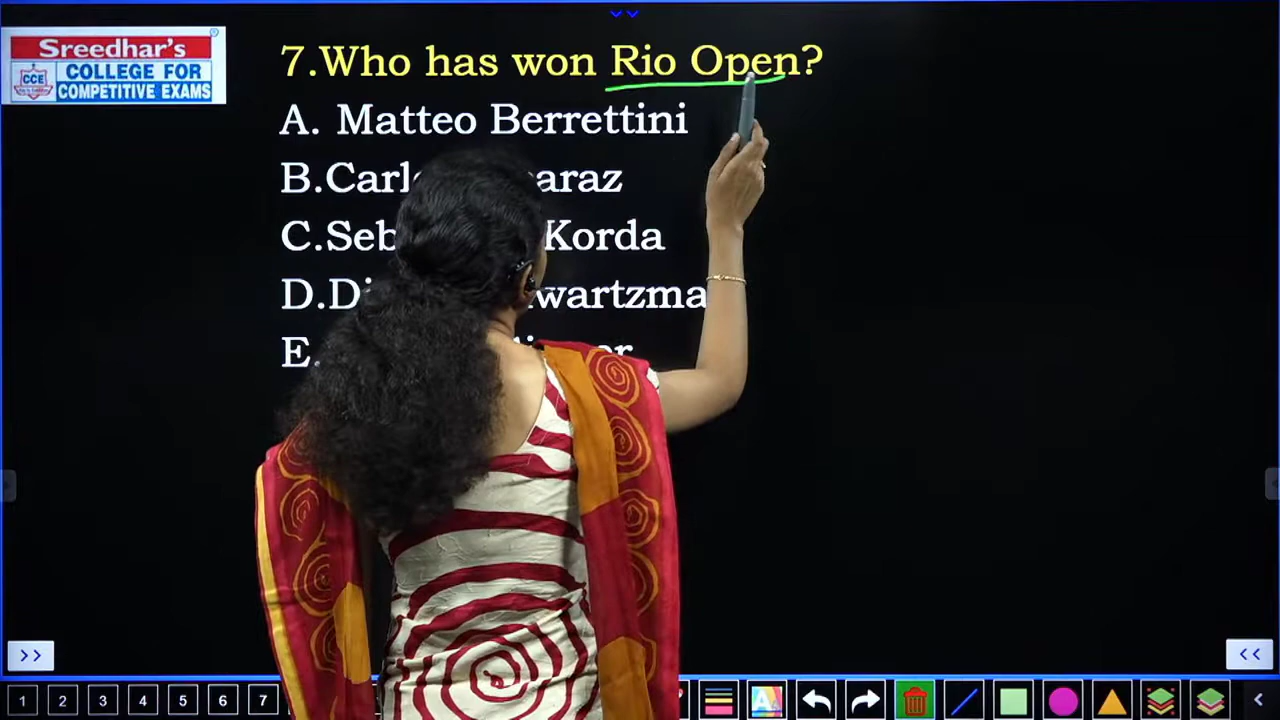 Sreedhar's
CCE
COLLEGE FOR
COMPETITIVE EXAMS
7.Who has won Rio Open?
A. Matteo Berrettini
B.Carl araz
C.Seb Korda
D.Di wartzma
E.
1 2 3 4 5 6 7